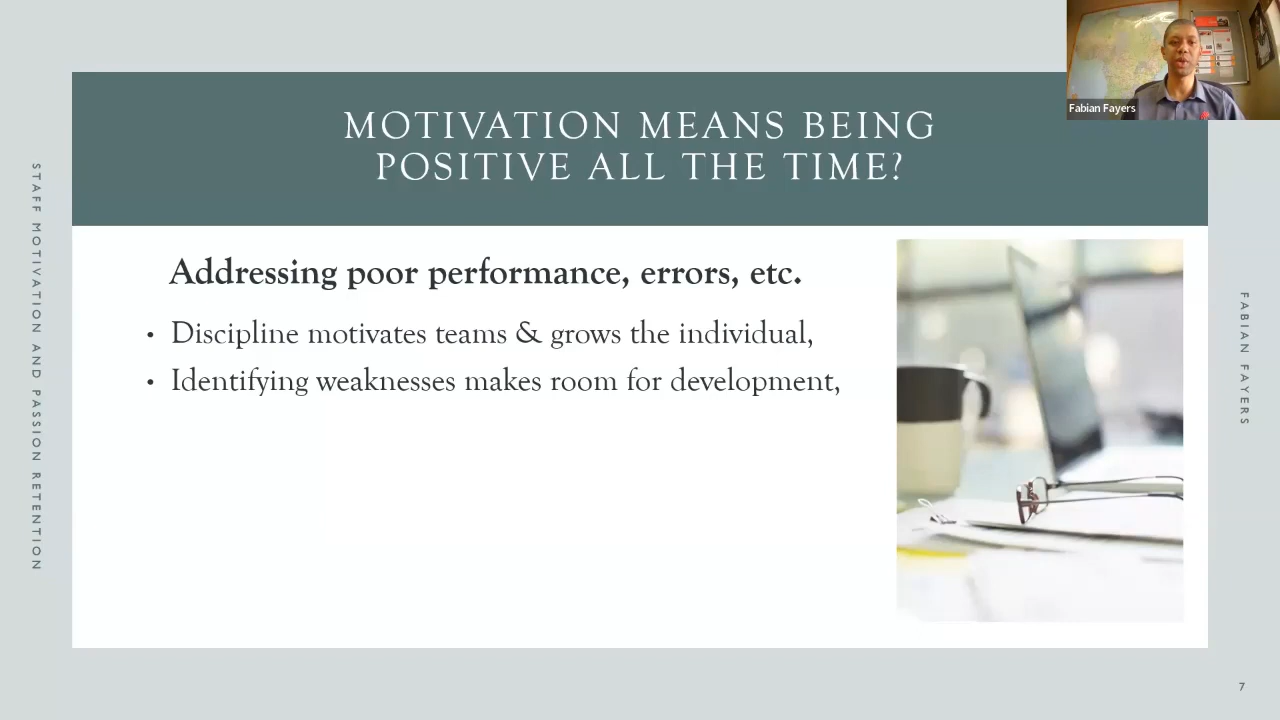 Fabian Fayers
MOTIVATION MEANS BEING
POSITIVE ALL THE TIME?
STAFF MOTIVATION AND PASSION RETENTION
Addressing poor performance, errors, etc.
• Discipline motivates teams & grows the individual,
• Identifying weaknesses makes room for development,
FABIAN FAYERS
7